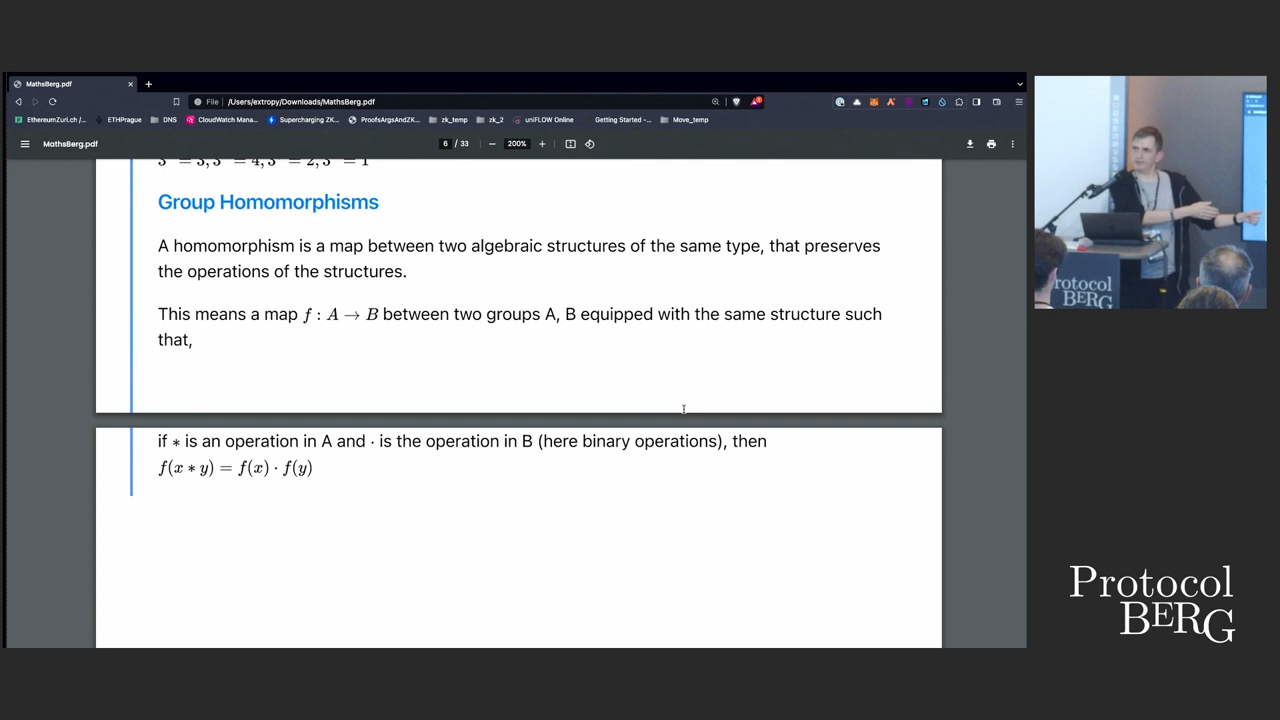 MathsBerg.pdf
File /Users/extropy/Downloads/MathsBerg.pdf
EthereumZuri.ch /... ETHPrague DNS CloudWatch Mana... Supercharging ZK... ProofsArgsAndZK... zk_temp zk_2 uniFLOW Online Getting Started -... Move_temp
MathsBerg.pdf 6 / 33 200%
Group Homomorphisms
A homomorphism is a map between two algebraic structures of the same type, that preserves
the operations of the structures.
This means a map f : A → B between two groups A, B equipped with the same structure such
that,
if ∗ is an operation in A and · is the operation in B (here binary operations), then
f(x ∗ y) = f(x) · f(y)
rotocol
BERG
Protocol
BERG